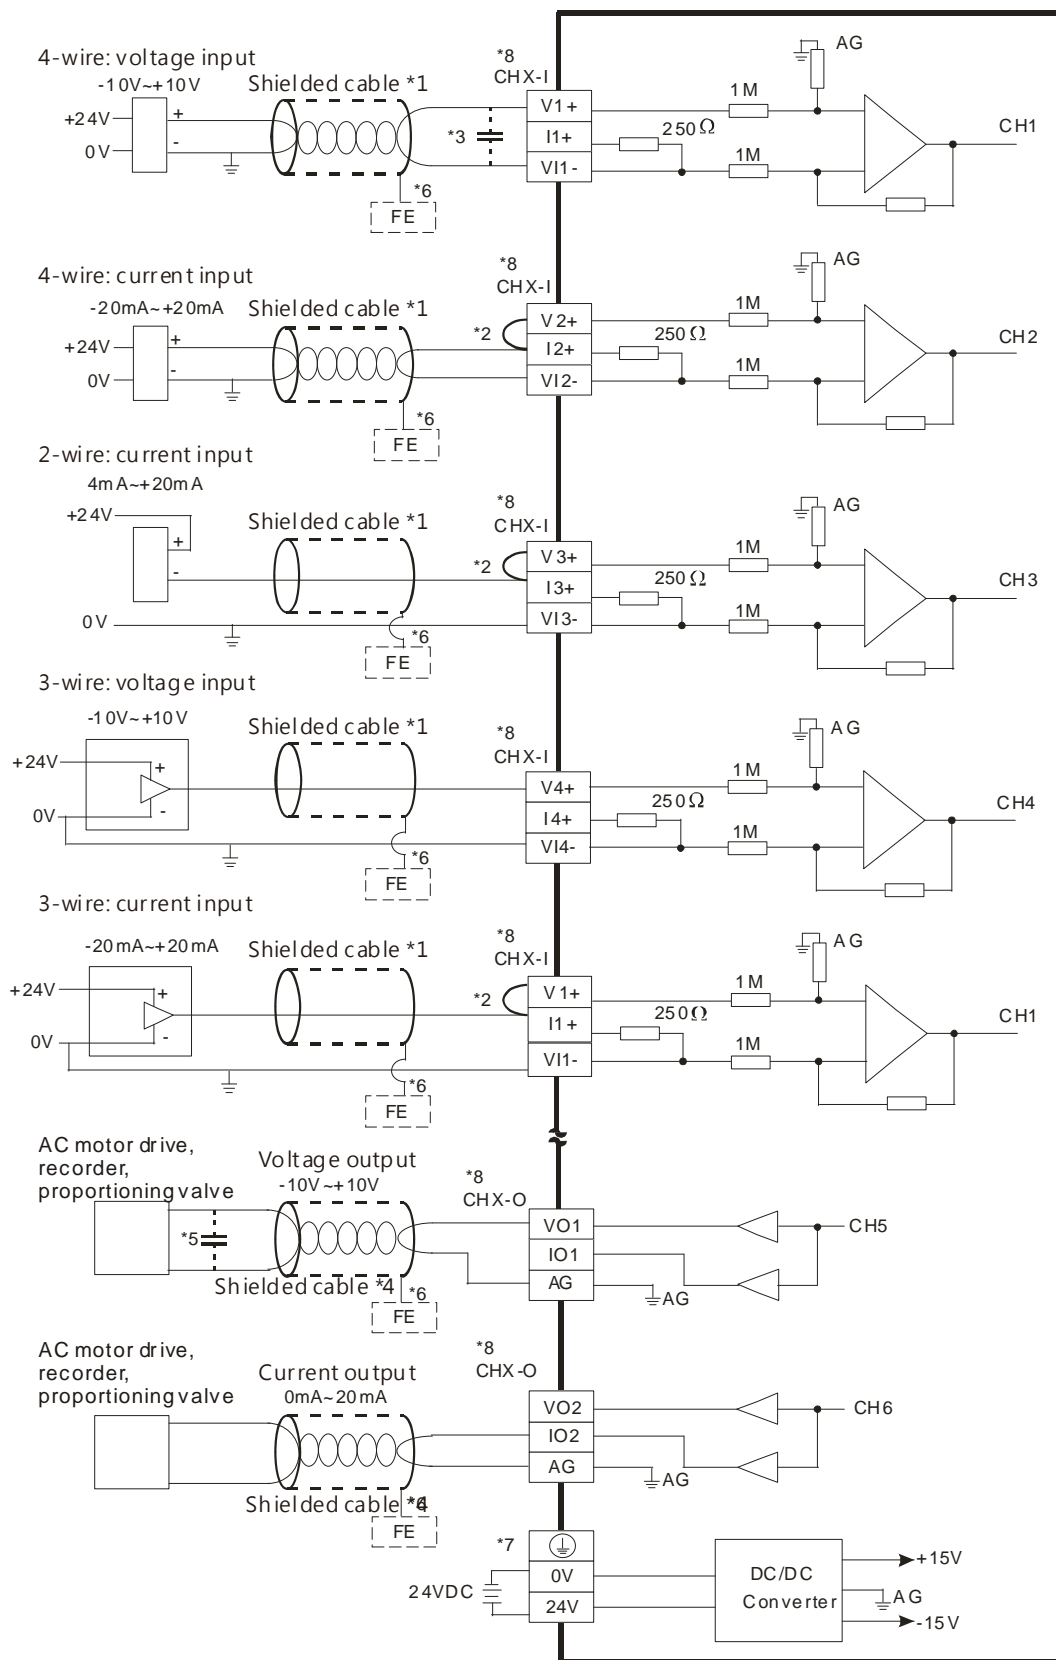 4-wire: voltage input
-10V~+10V
Shielded cable *1
*8
CHX-I
AG
+24V
+
0V
-
*3
V1+
I1+
VI1-
1M
250Ω
1M
CH1
*6
FE
4-wire: current input
-20mA~+20mA
Shielded cable *1
*8
CHX-I
AG
+24V
+
0V
-
*2
V2+
I2+
VI2-
1M
250Ω
1M
CH2
*6
FE
2-wire: current input
4mA~+20mA
+24V
+
-
0V
Shielded cable *1
*8
CHX-I
AG
*2
V3+
I3+
VI3-
1M
250Ω
1M
CH3
*6
FE
3-wire: voltage input
-10V~+10V
Shielded cable *1
*8
CHX-I
AG
+24V
+
0V
-
V4+
I4+
VI4-
1M
250Ω
1M
CH4
*6
FE
3-wire: current input
-20mA~+20mA
Shielded cable *1
*8
CHX-I
AG
+24V
+
0V
-
*2
V1+
I1+
VI1-
1M
250Ω
1M
CH1
*6
FE
AC motor drive,
recorder,
proportioning valve
Voltage output
-10V~+10V
*8
CHX-O
*5
VO1
IO1
AG
AG
CH5
Shielded cable *4
*6
FE
AC motor drive,
recorder,
proportioning valve
Current output
0mA~20mA
*8
CHX-O
VO2
IO2
AG
AG
CH6
Shielded cable *4
FE
*7
24VDC
0V
24V
DC/DC
Converter
+15V
AG
-15V